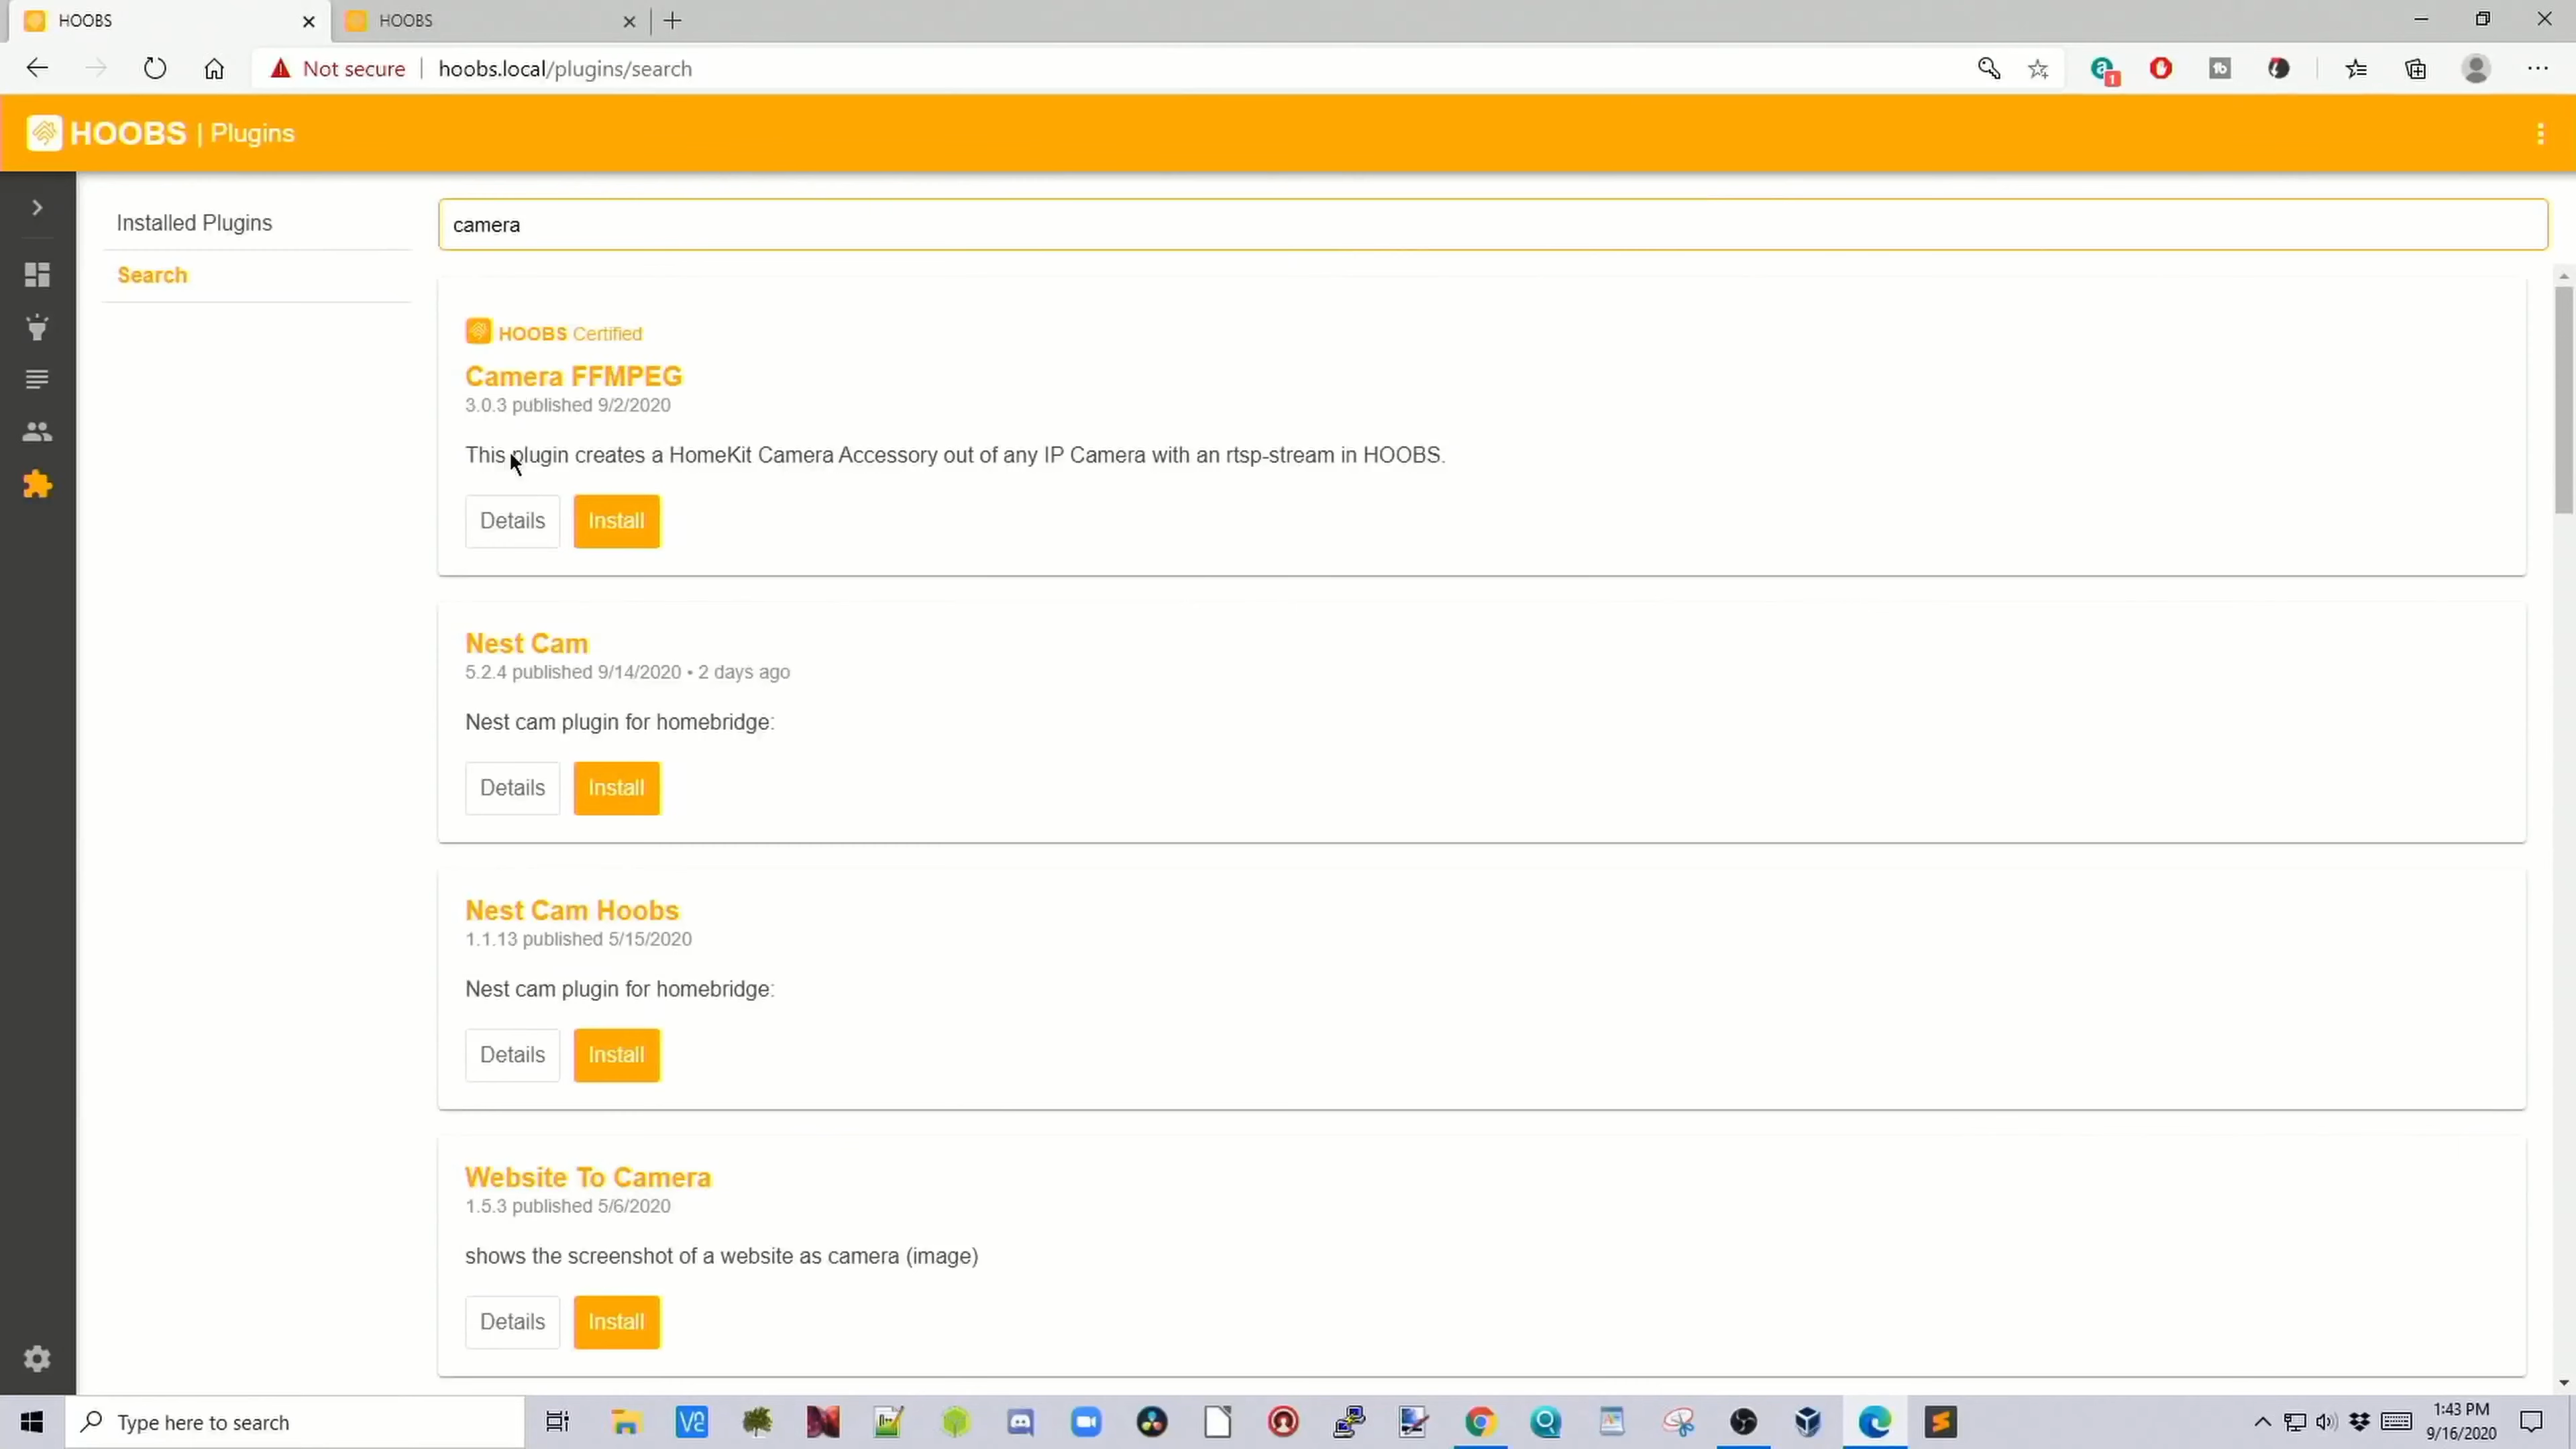 HOOBS
HOOBS
Not secure
hoobs.local/plugins/search
1
HOOBS | Plugins
Installed Plugins
Search
camera
HOOBS Certified
Camera FFMPEG
3.0.3 published 9/2/2020
This plugin creates a HomeKit Camera Accessory out of any IP Camera with an rtsp-stream in HOOBS.
Details
Install
Nest Cam
5.2.4 published 9/14/2020 • 2 days ago
Nest cam plugin for homebridge:
Details
Install
Nest Cam Hoobs
1.1.13 published 5/15/2020
Nest cam plugin for homebridge:
Details
Install
Website To Camera
1.5.3 published 5/6/2020
shows the screenshot of a website as camera (image)
Details
Install
Type here to search
1:43 PM
9/16/2020